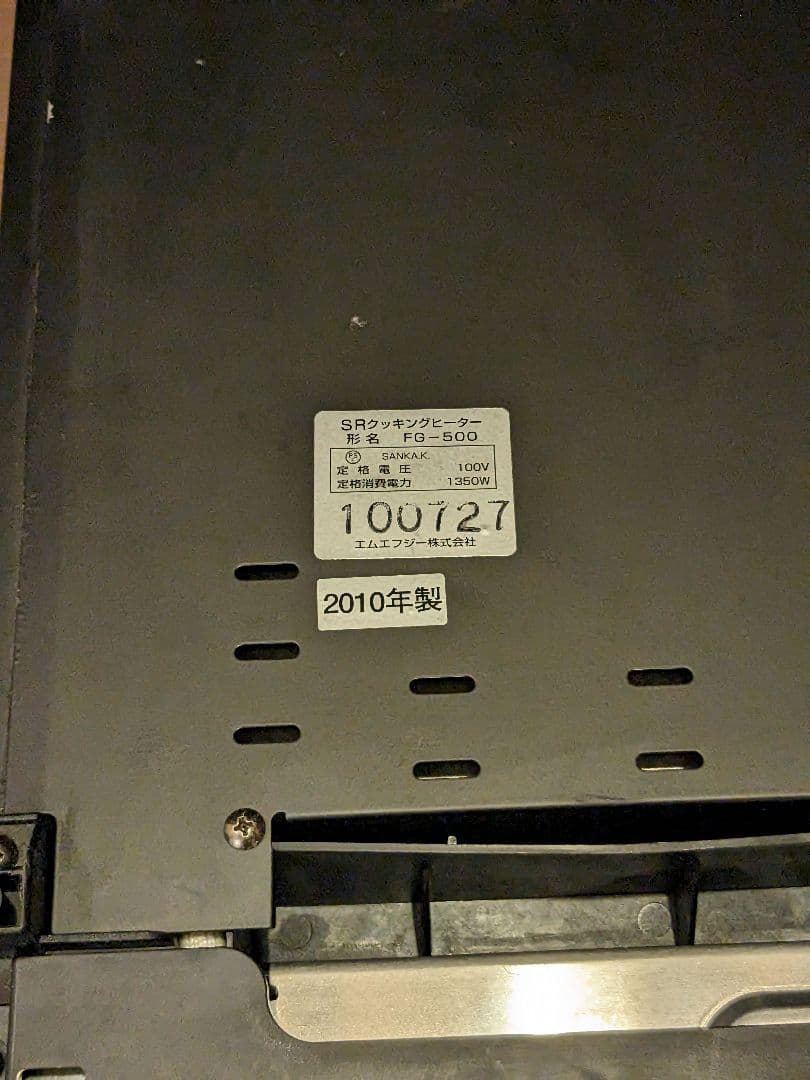 SRクッキングヒーター
形名 FG-500
PSE SANKA.K.
定格電圧 100V
定格消費電力 1350W
100727
エムエフジー株式会社
2010年製